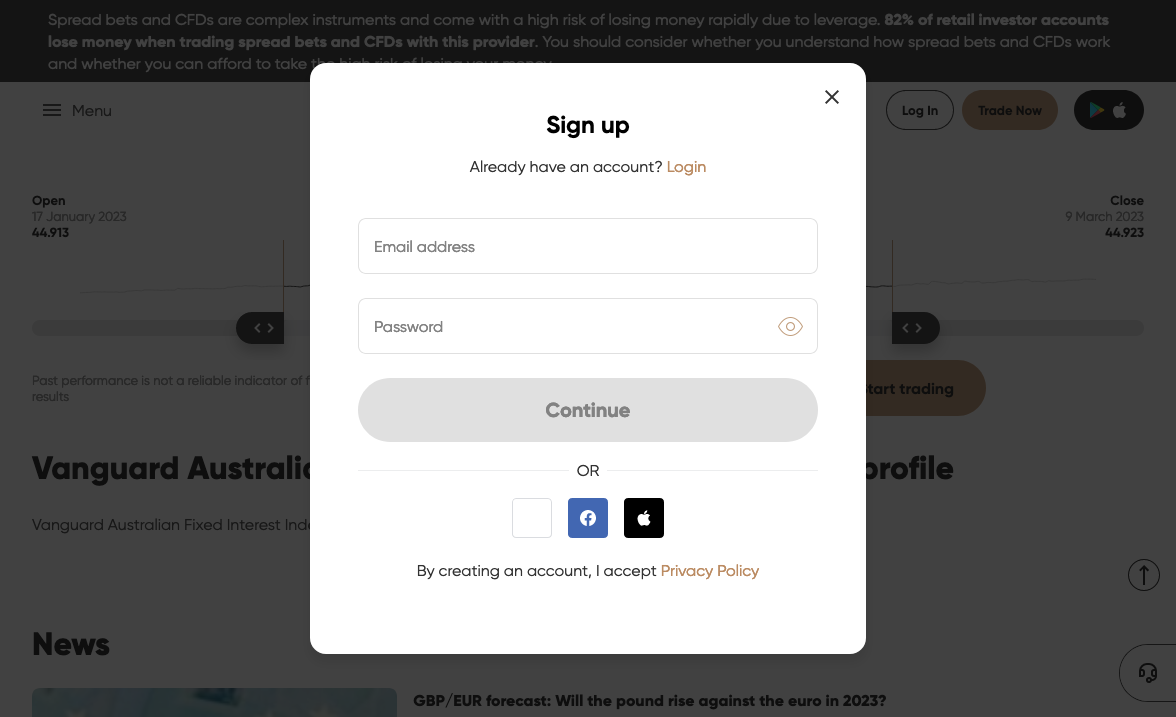 Spread bets and CFDs are complex instruments and come with a high risk of losing money rapidly due to leverage. 82% of retail investor accounts
lose money when trading spread bets and CFDs with this provider. You should consider whether you understand how spread bets and CFDs work
and whether you can afford to take the high risk of losing your money.
Menu
Log In
Trade Now
Sign up
Already have an account? Login
Open
17 January 2023
44.913
Close
9 March 2023
44.923
Email address
Password
Past performance is not a reliable indicator of
results
Start trading
Continue
Vanguard Australia
profile
OR
Vanguard Australian Fixed Interest
By creating an account, I accept Privacy Policy
News
GBP/EUR forecast: Will the pound rise against the euro in 2023?